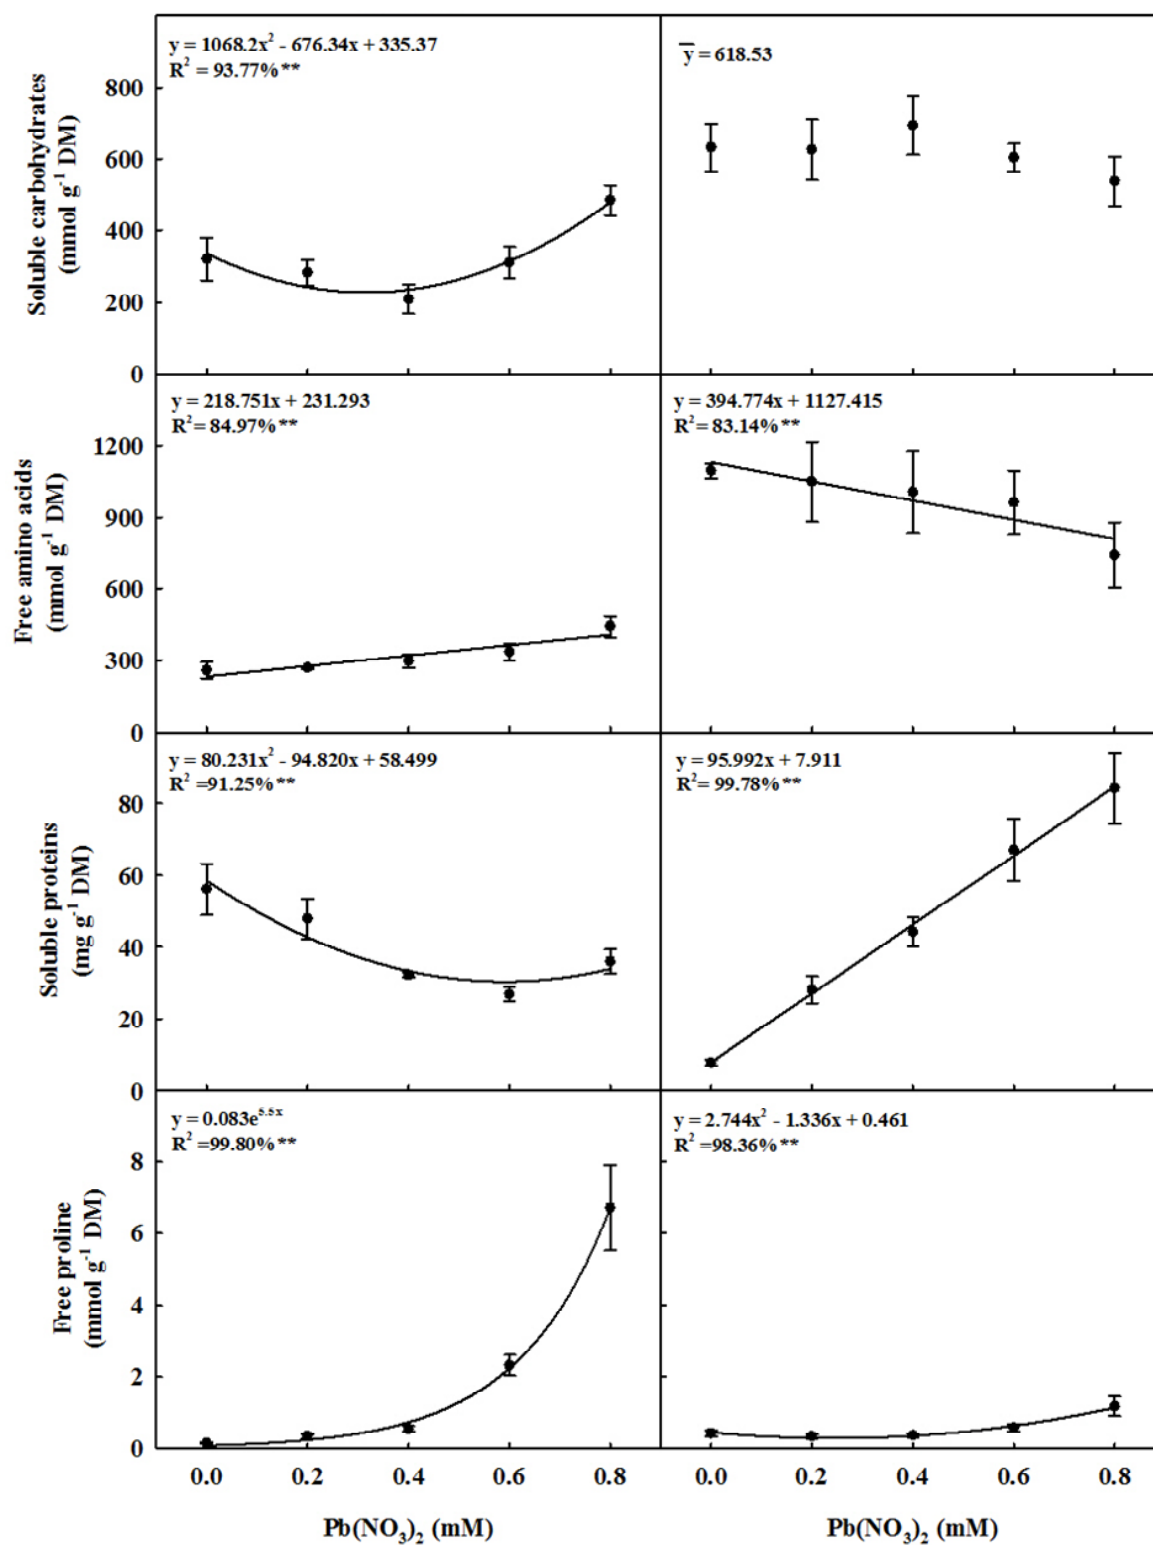 y = 1068.2x² - 676.34x + 335.37
R² = 93.77% **
y̅ = 618.53
Soluble carbohydrates
(mmol g⁻¹ DM)
800
600
400
200
0
y = 218.751x + 231.293
R² = 84.97% **
y = 394.774x + 1127.415
R² = 83.14% **
Free amino acids
(mmol g⁻¹ DM)
1200
900
600
300
0
y = 80.231x² - 94.820x + 58.499
R² =91.25% **
y = 95.992x + 7.911
R² = 99.78% **
Soluble proteins
(mg g⁻¹ DM)
80
60
40
20
0
y = 0.083e⁵·⁵ˣ
R² =99.80% **
y = 2.744x² - 1.336x + 0.461
R² =98.36% **
Free proline
(mmol g⁻¹ DM)
8
6
4
2
0
0.0 0.2 0.4 0.6 0.8 0.0 0.2 0.4 0.6 0.8
Pb(NO₃)₂ (mM) Pb(NO₃)₂ (mM)